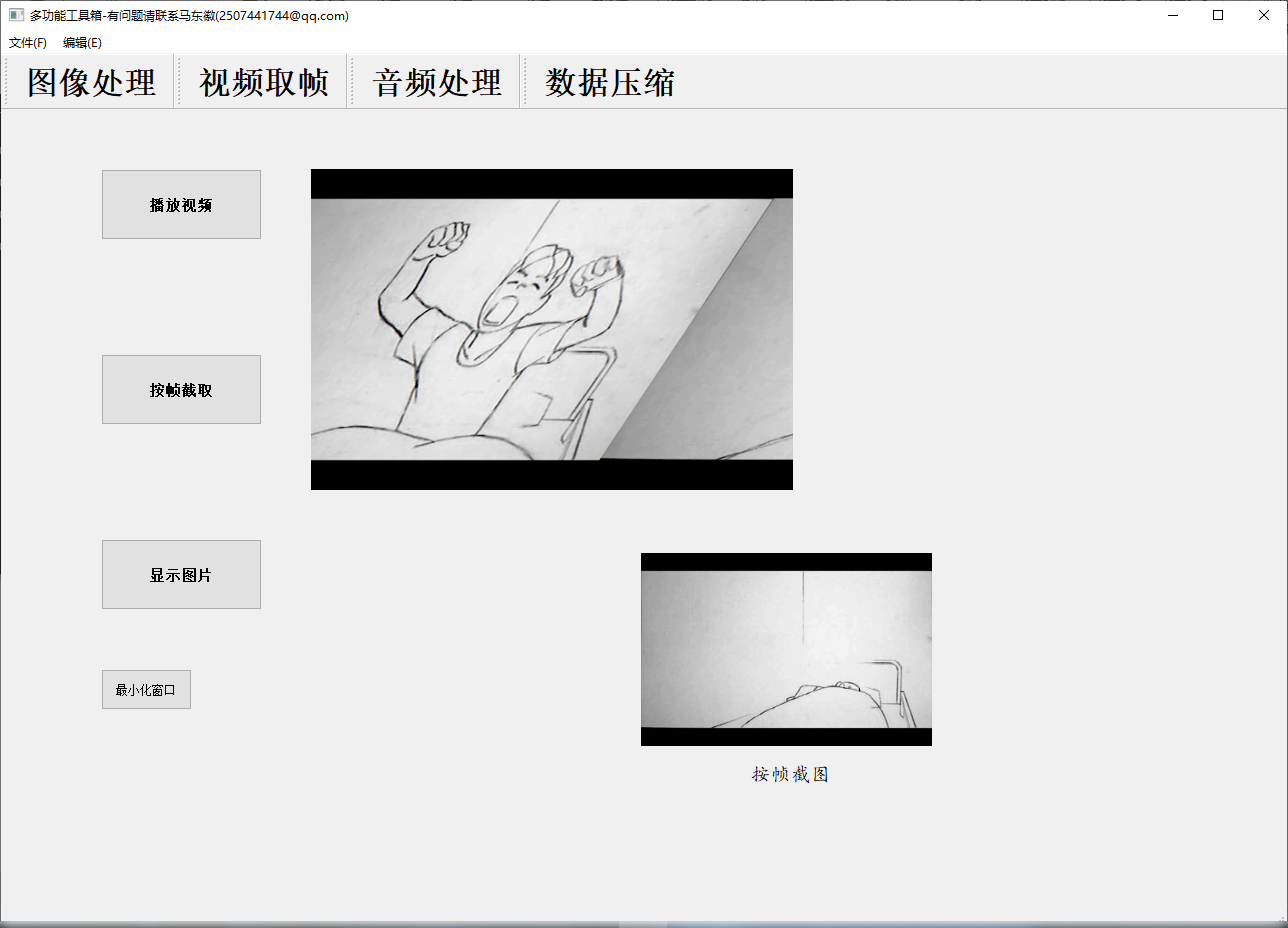 多功能工具箱-有问题请联系马东徽(2507441744@qq.com)
文件(F) 编辑(E)
图像处理 视频取帧 音频处理 数据压缩
播放视频
按帧截取
显示图片
最小化窗口
按帧截图